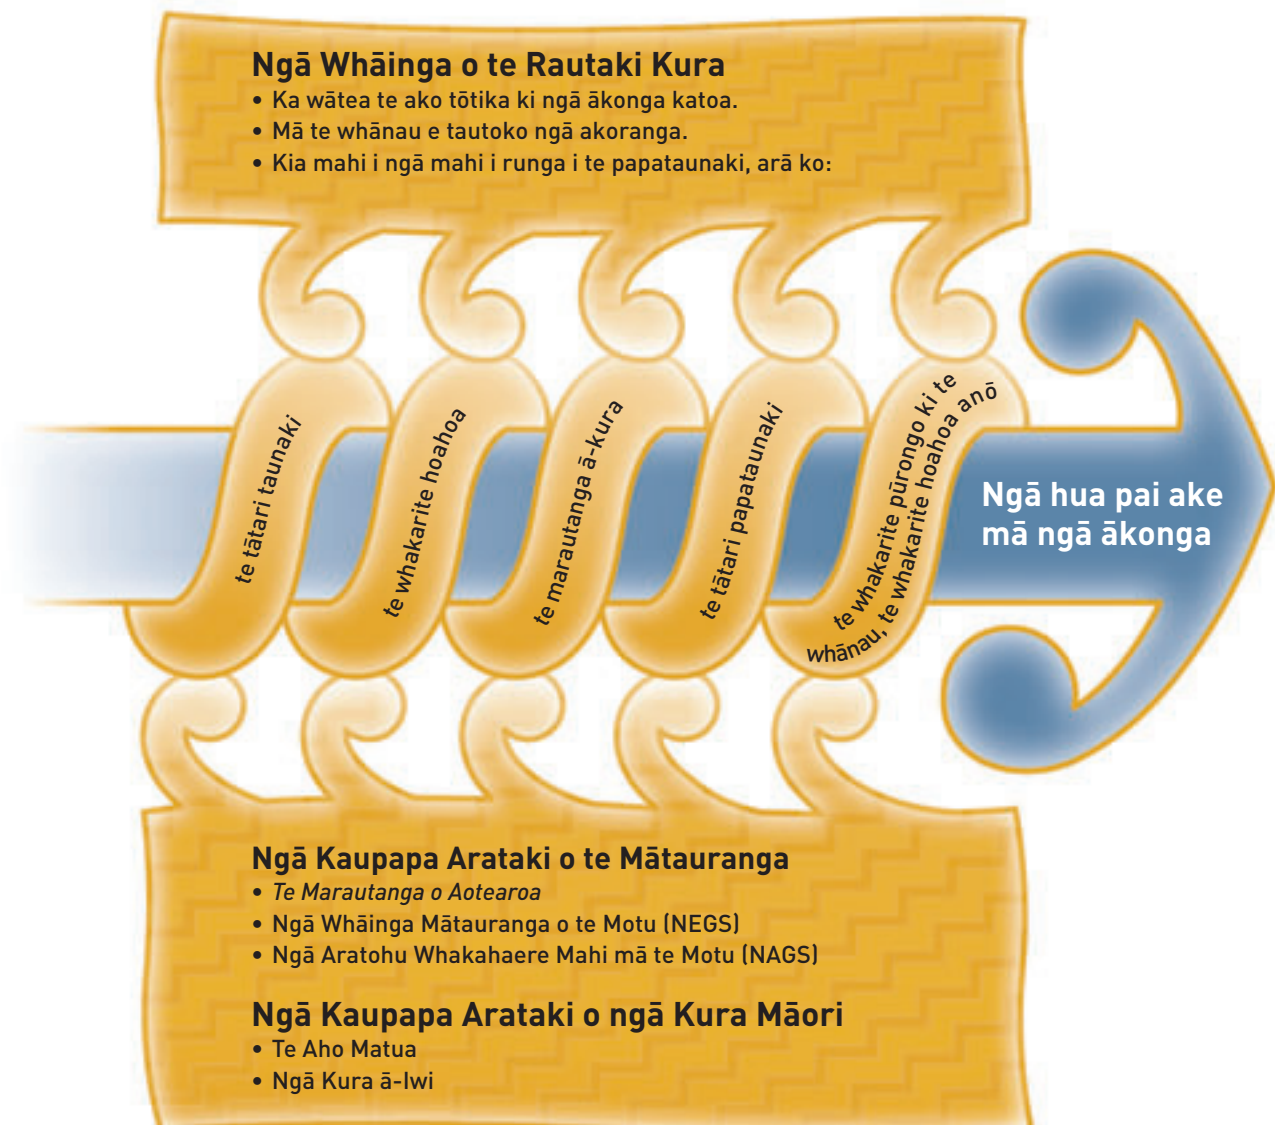 Ngā Whāinga o te Rautaki Kura
• Ka wātea te ako tōtika ki ngā ākonga katoa.
• Mā te whānau e tautoko ngā akoranga.
• Kia mahi i ngā mahi i runga i te papataunaki, arā ko:
te tātari taunaki
te whakarite hoahoa
te marautanga ā-kura
te tātari papataunaki
te whakarite pūrongo ki te
whānau, te whakarite hoahoa anō
Ngā hua pai ake
mā ngā ākonga
Ngā Kaupapa Arataki o te Mātauranga
• Te Marautanga o Aotearoa
• Ngā Whāinga Mātauranga o te Motu (NEGS)
• Ngā Aratohu Whakahaere Mahi mā te Motu (NAGS)
Ngā Kaupapa Arataki o ngā Kura Māori
• Te Aho Matua
• Ngā Kura ā-Iwi